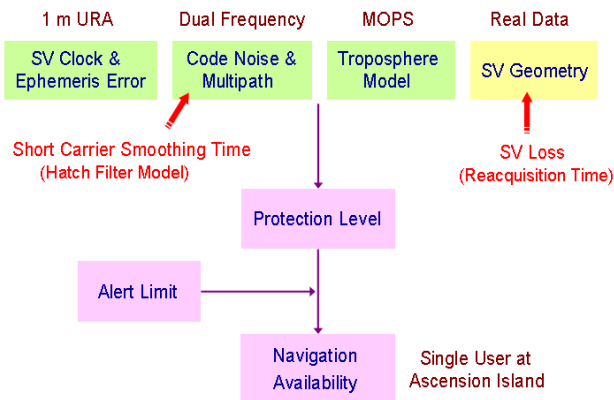 1 m URA
Dual Frequency
MOPS
Real Data
SV Clock &
Ephemeris Error
Code Noise &
Multipath
Troposphere
Model
SV Geometry
Short Carrier Smoothing Time
(Hatch Filter Model)
SV Loss
(Reacquisition Time)
Protection Level
Alert Limit
Navigation
Availability
Single User at
Ascension Island